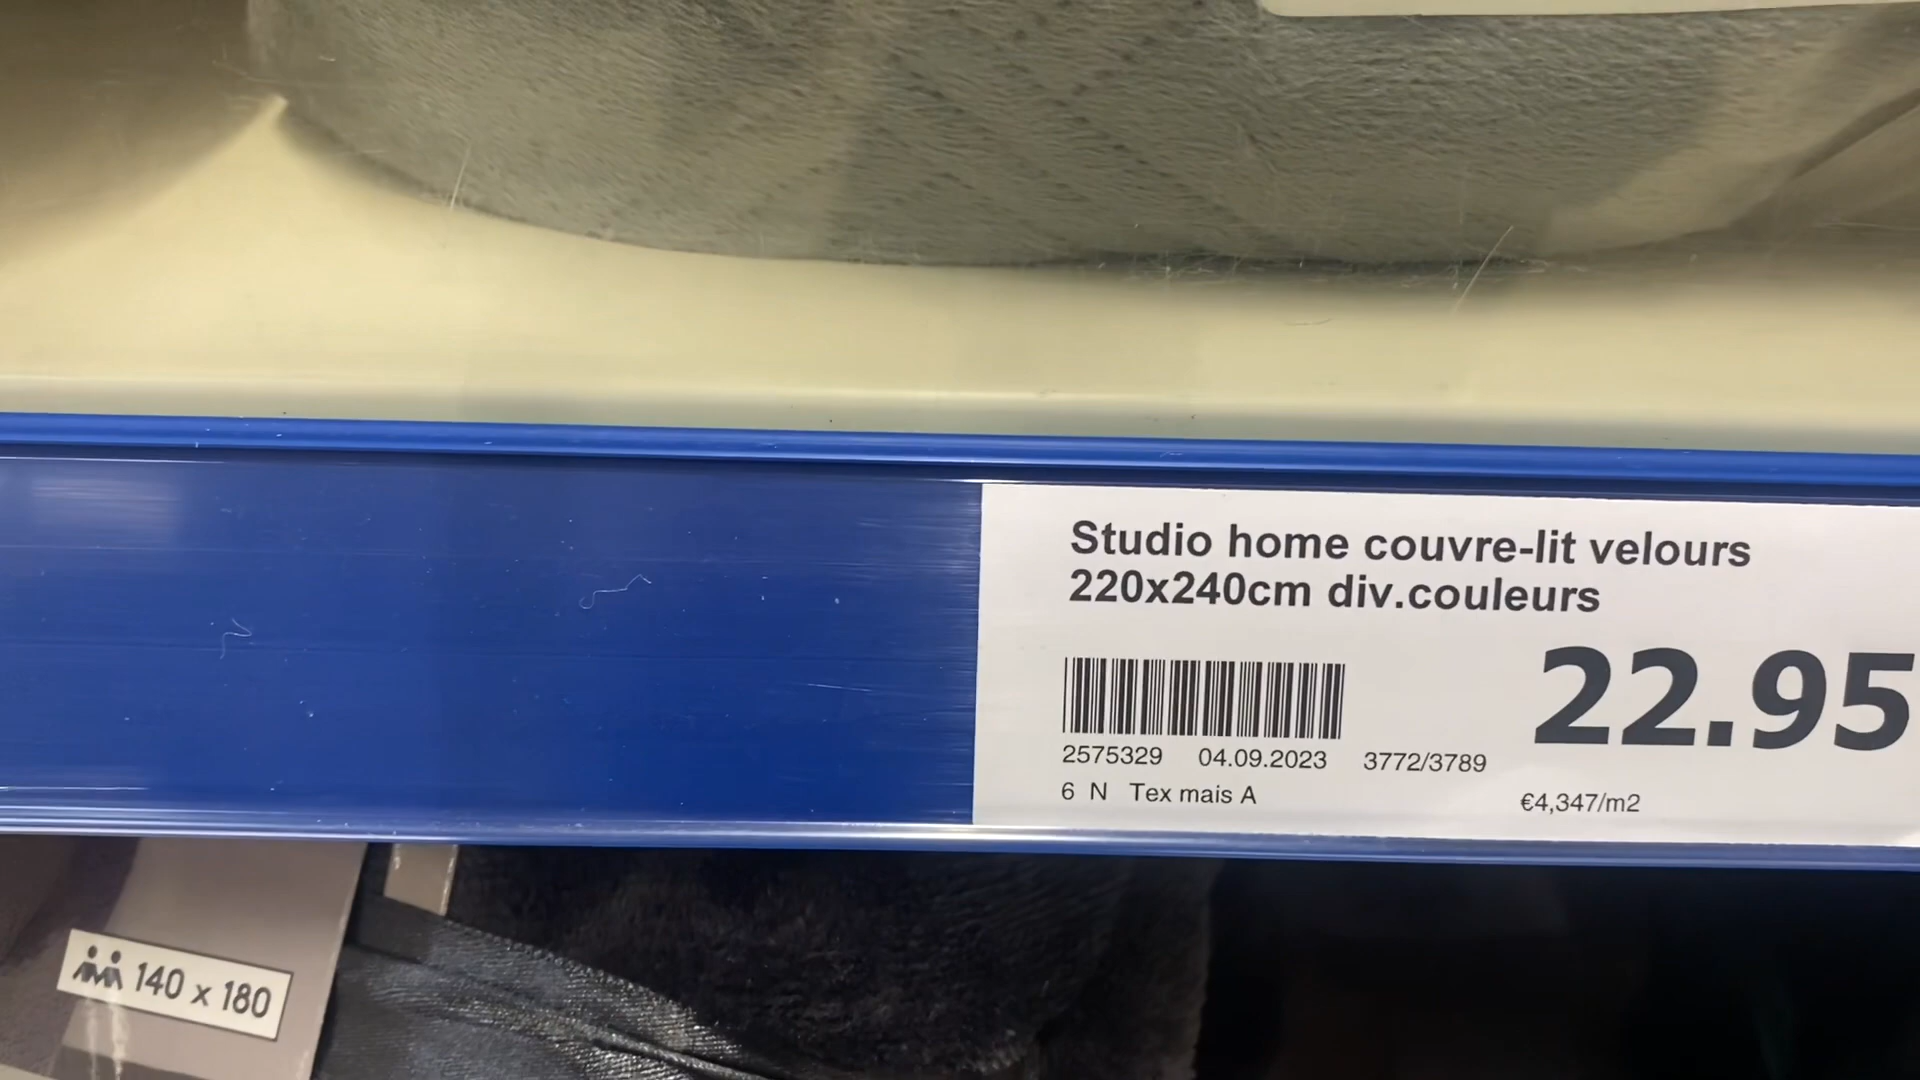 Studio home couvre-lit velours
220x240cm div.couleurs
22.95
2575329 04.09.2023 3772/3789
6 N Tex mais A
€4,347/m2
140 x 180